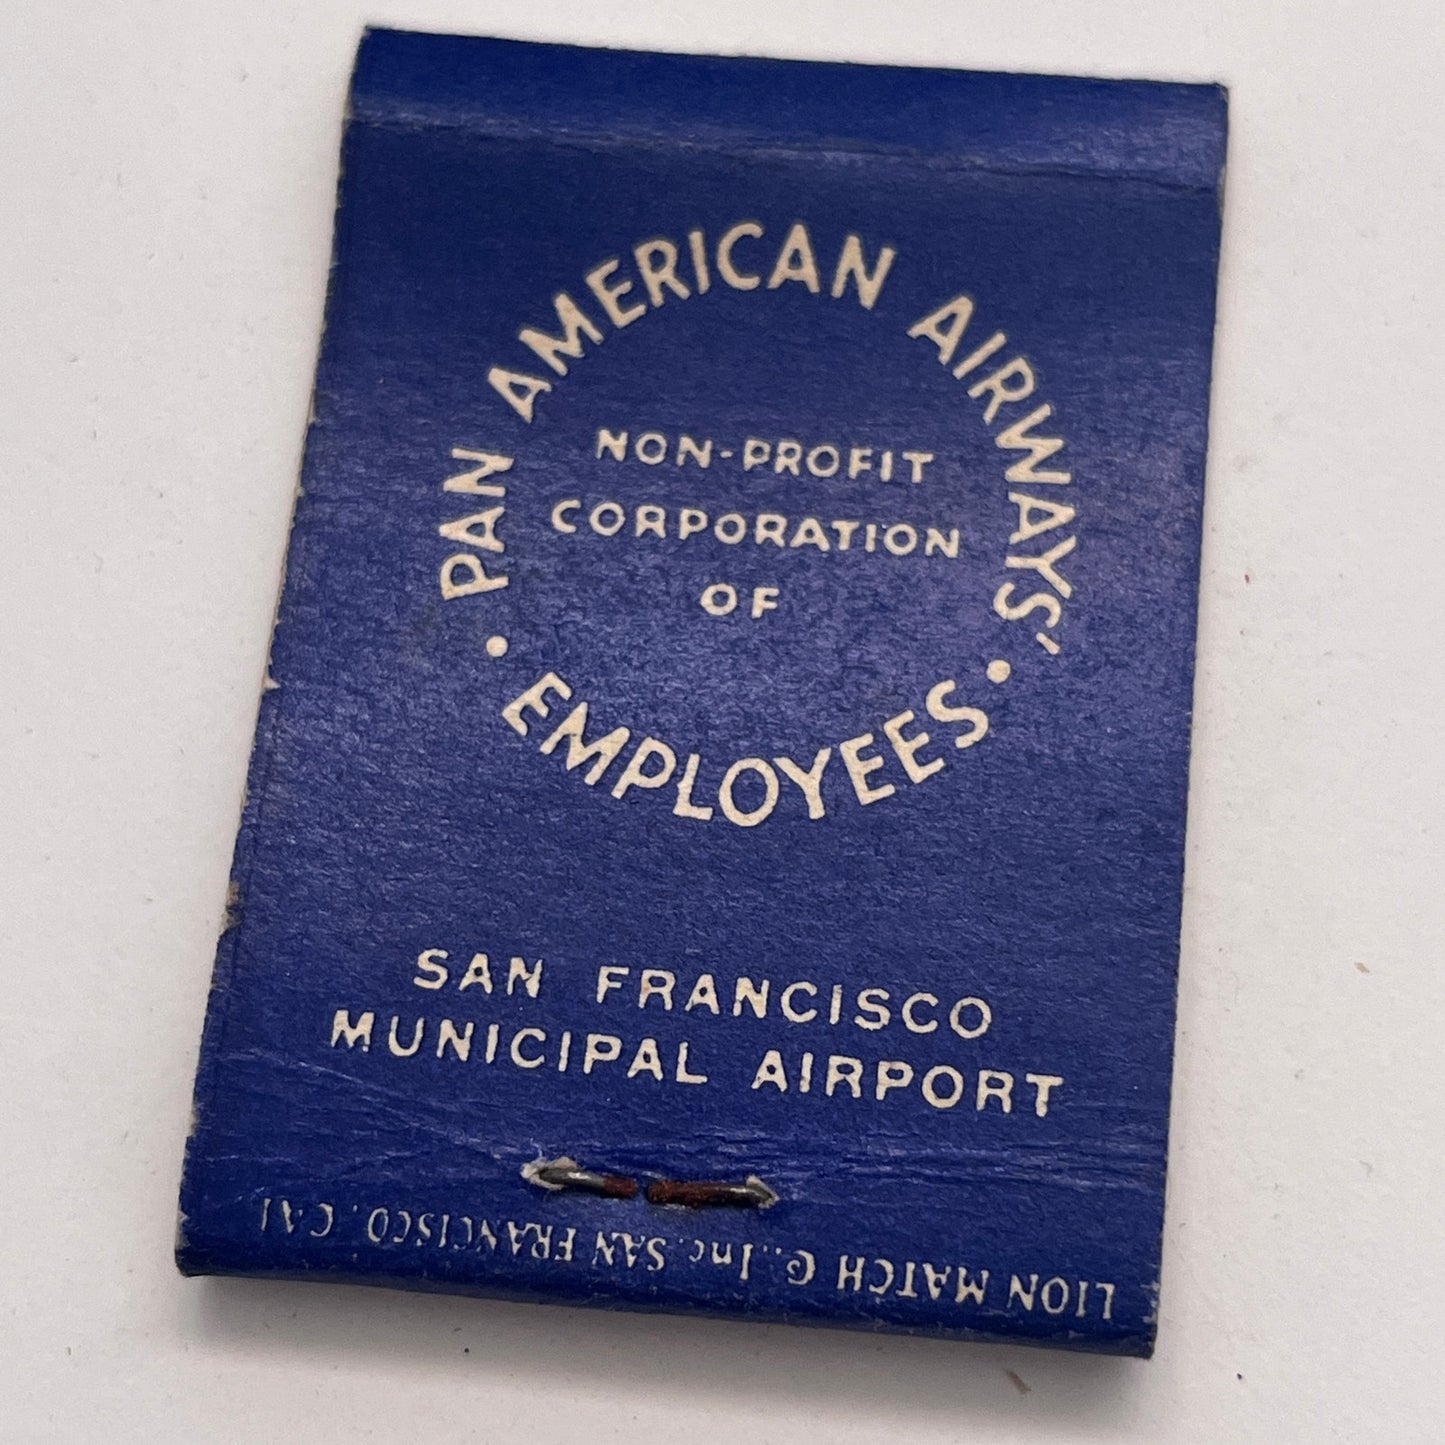 PAN AMERICAN AIRWAYS'
NON-PROFIT
CORPORATION
OF
• EMPLOYEES •
SAN FRANCISCO
MUNICIPAL AIRPORT
LION MATCH Co., Inc. SAN FRANCISCO, CAL